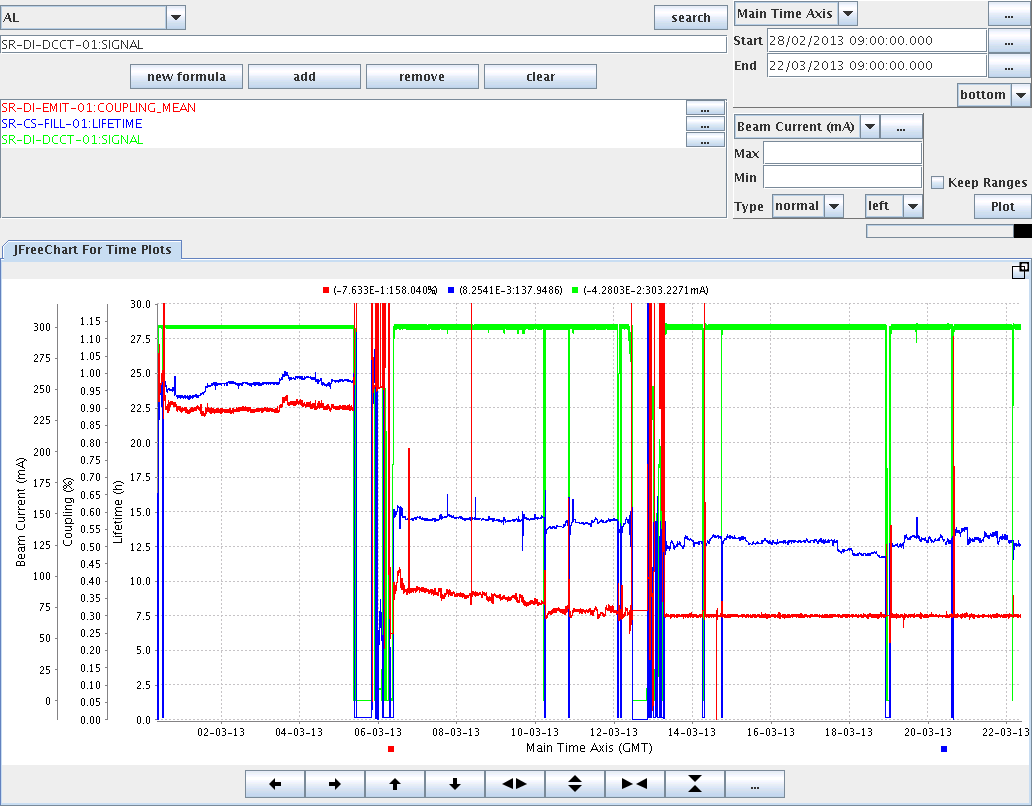 AL search Main Time Axis ...
SR-DI-DCCT-01:SIGNAL Start 28/02/2013 09:00:00.000 ...
End 22/03/2013 09:00:00.000 ...
new formula add remove clear
bottom
SR-DI-EMIT-01:COUPLING_MEAN ...
SR-CS-FILL-01:LIFETIME ... Beam Current (mA) ...
SR-DI-DCCT-01:SIGNAL ...
Max
Min
Keep Ranges
Type normal left Plot
JFreeChart For Time Plots
(-7.633E-1:158.040%) (8.2541E-3:137.9486) (-4.2803E-2:303.2271mA)
Beam Current (mA)
300
275
250
225
200
175
150
125
100
75
50
25
0
Coupling (%)
1.15
1.10
1.05
1.00
0.95
0.90
0.85
0.80
0.75
0.70
0.65
0.60
0.55
0.50
0.45
0.40
0.35
0.30
0.25
0.20
0.15
0.10
0.05
0.00
Lifetime (h)
30.0
27.5
25.0
22.5
20.0
17.5
15.0
12.5
10.0
7.5
5.0
2.5
0.0
02-03-13 04-03-13 06-03-13 08-03-13 10-03-13 12-03-13 14-03-13 16-03-13 18-03-13 20-03-13 22-03-13
Main Time Axis (GMT)
...